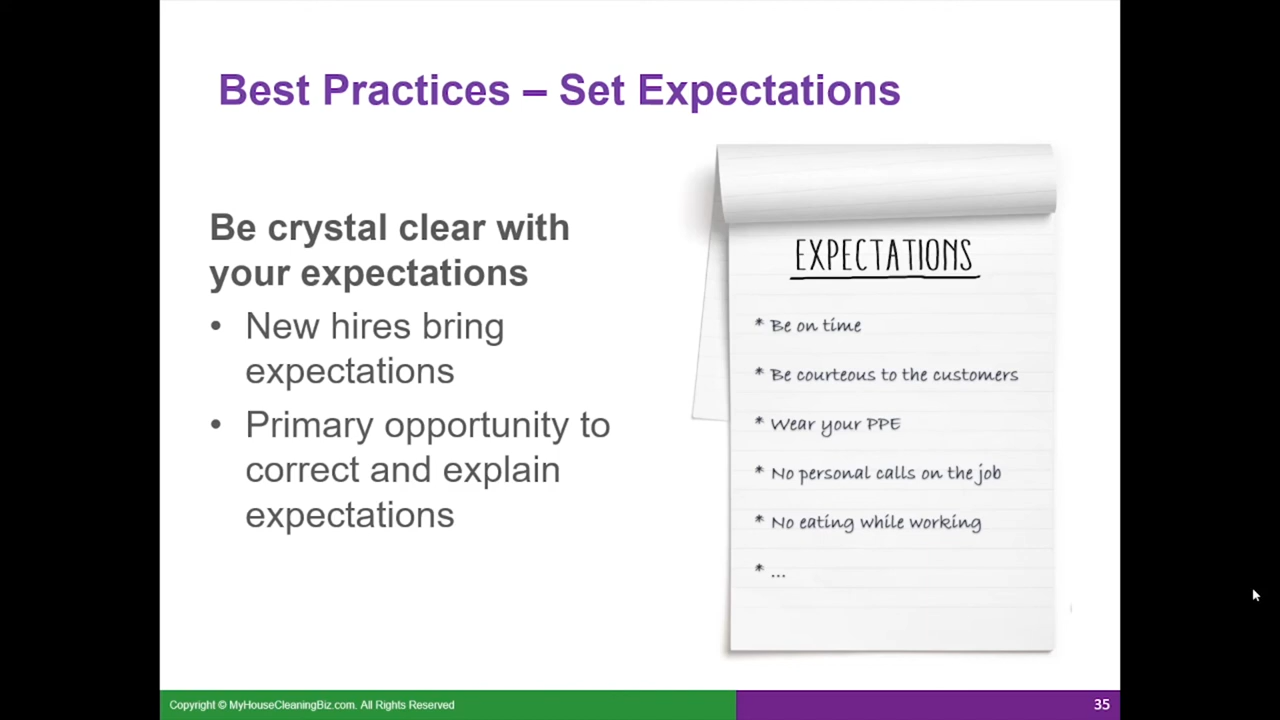 Best Practices – Set Expectations
Be crystal clear with
your expectations
• New hires bring
expectations
• Primary opportunity to
correct and explain
expectations
EXPECTATIONS
* Be on time
* Be courteous to the customers
* Wear your PPE
* No personal calls on the job
* No eating while working
* ...
Copyright © MyHouseCleaningBiz.com. All Rights Reserved
35